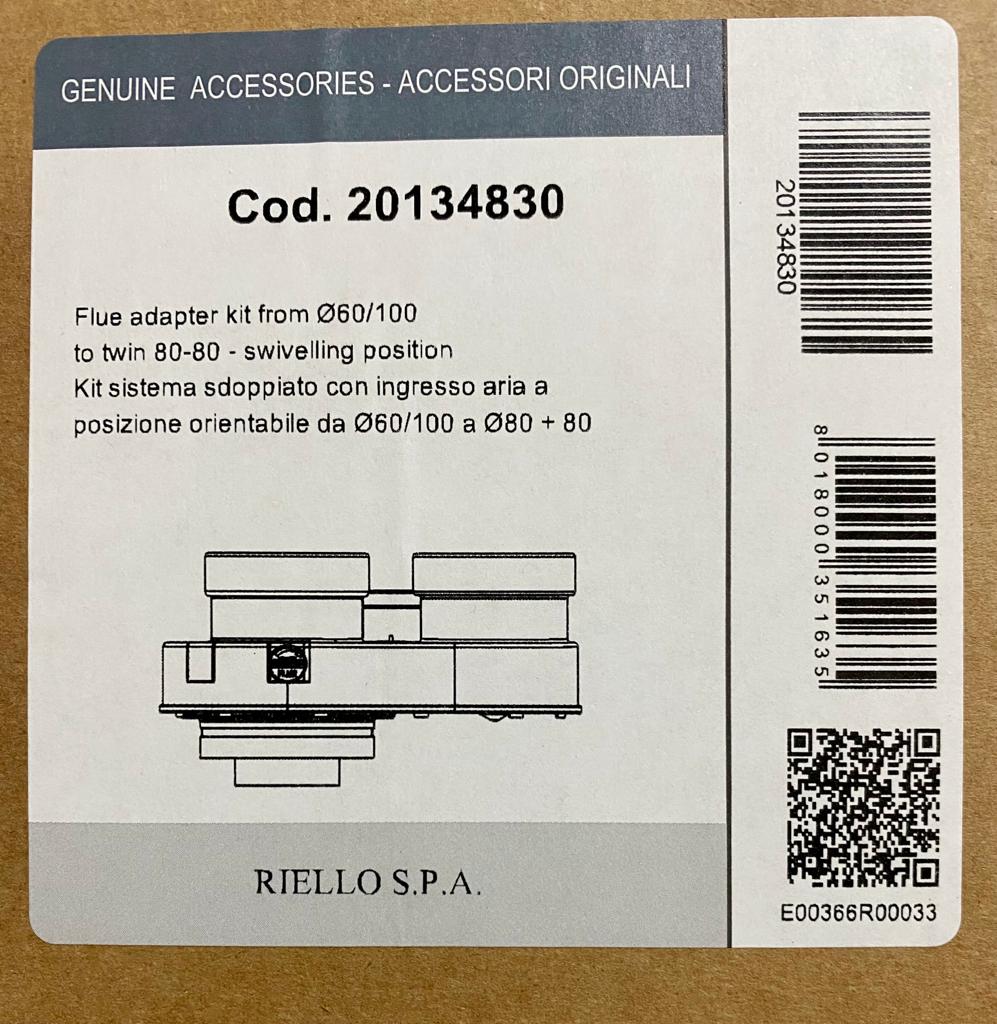 GENUINE ACCESSORIES - ACCESSORI ORIGINALI
Cod. 20134830
Flue adapter kit from Ø60/100
to twin 80-80 - swivelling position
Kit sistema sdoppiato con ingresso aria a
posizione orientabile da Ø60/100 a Ø80 + 80
RIELLO S.P.A.
20134830
8018000351635
E00366R00033